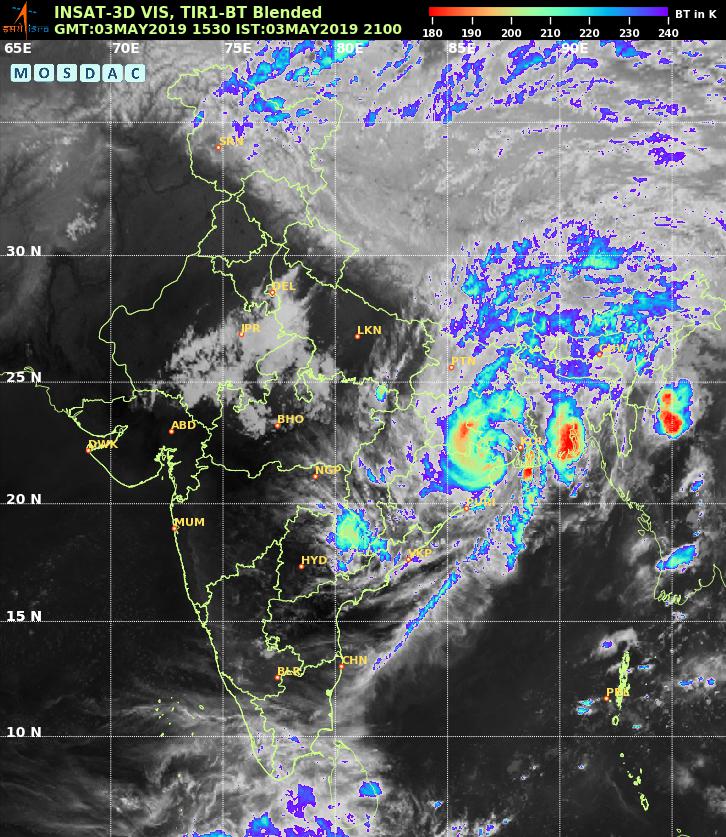 INSAT-3D VIS, TIR1-BT Blended
GMT:03MAY2019 1530 IST:03MAY2019 2100
BT in K
180 190 200 210 220 230 240
65E 70E 75E 80E 85E 90E
MOSDAC
SRN
30 N
DEL
JPR LKN
PTN
25 N
ABD BHO
DWK
NGP
20 N
MUM
VKP
HYD
15 N
CHN
BLR
10 N